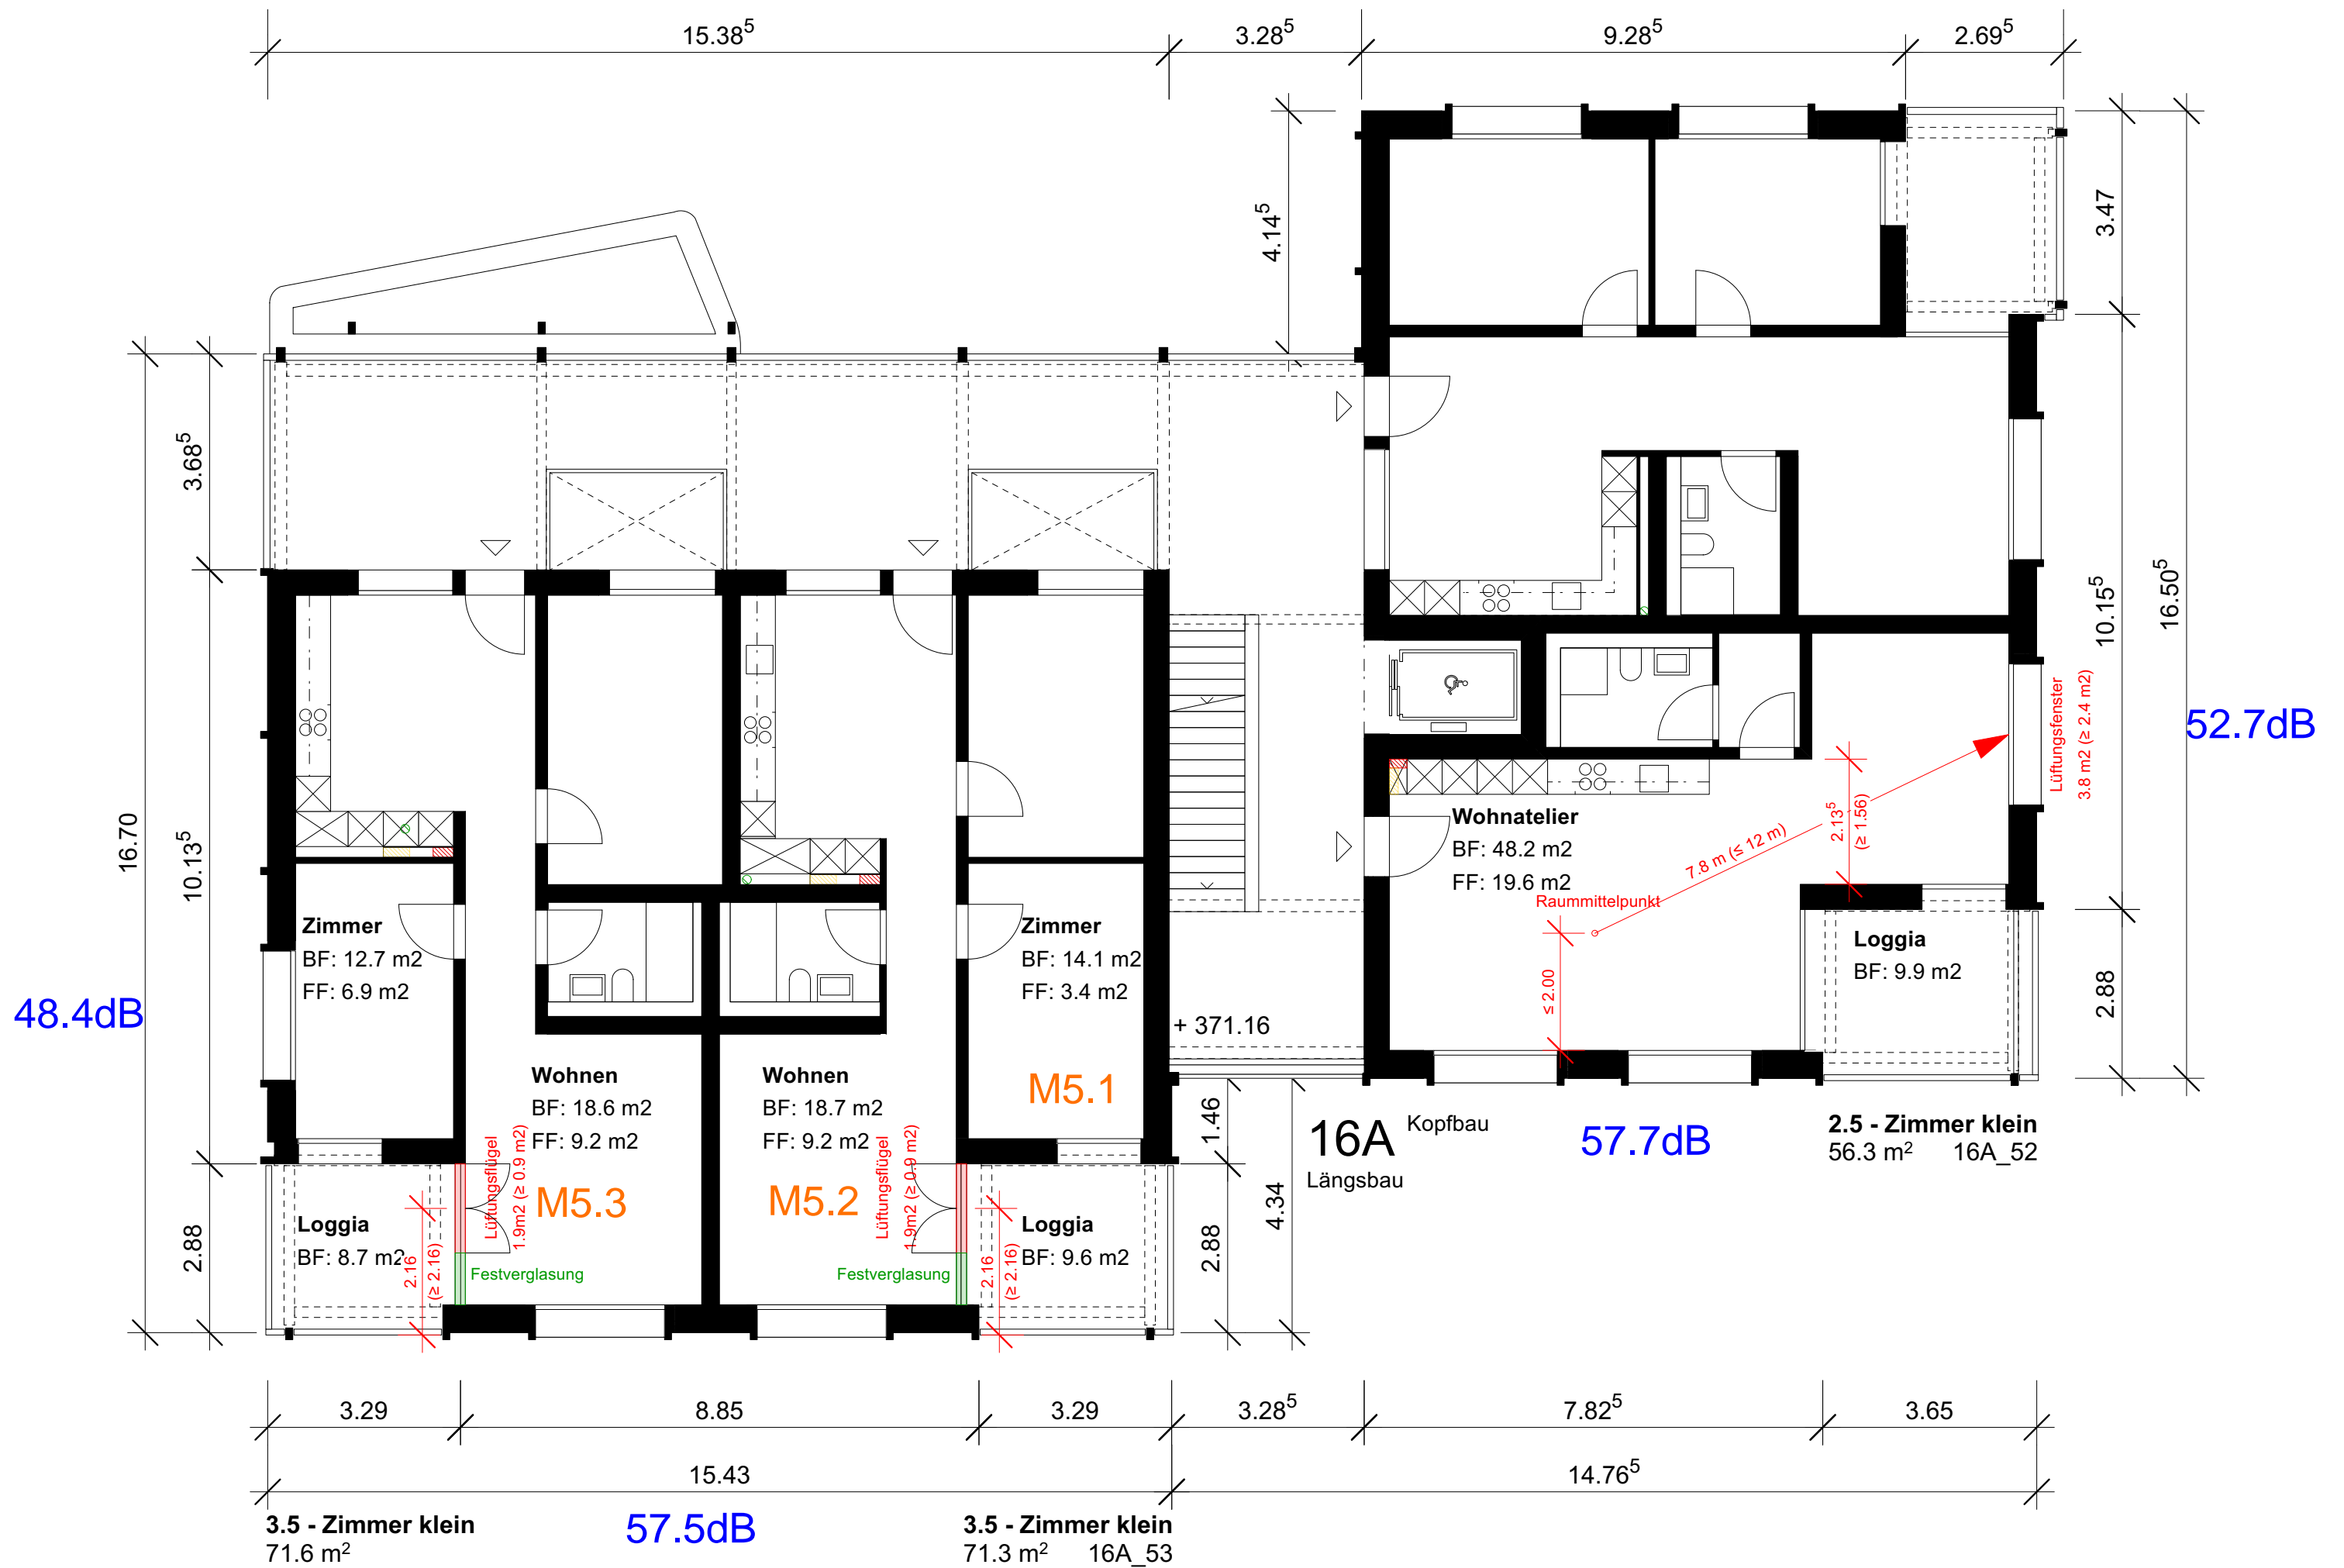 15.38⁵
3.28⁵
9.28⁵
2.69⁵
4.14⁵
3.47
16.70
3.68⁵
10.13⁵
2.88
10.15⁵
16.50⁵
2.88
52.7dB
48.4dB
Lüftungsfenster
3.8 m2 (≥ 2.4 m2)
Wohnatelier
BF: 48.2 m2
FF: 19.6 m2
Raummittelpunkt
7.8 m (≤ 12 m)
2.13⁵
(≥ 1.56)
≤ 2.00
Loggia
BF: 9.9 m2
Zimmer
BF: 12.7 m2
FF: 6.9 m2
Zimmer
BF: 14.1 m2
FF: 3.4 m2
+ 371.16
Wohnen
BF: 18.6 m2
FF: 9.2 m2
Wohnen
BF: 18.7 m2
FF: 9.2 m2
M5.1
M5.3
M5.2
Lüftungsflügel
1.9m2 (≥ 0.9 m2)
Lüftungsflügel
1.9m2 (≥ 0.9 m2)
Festverglasung
Festverglasung
Loggia
BF: 8.7 m2
2.16
(≥ 2.16)
Loggia
BF: 9.6 m2
2.16
(≥ 2.16)
1.46
2.88
4.34
16A
Kopfbau
Längsbau
57.7dB
2.5 - Zimmer klein
56.3 m² 16A_52
3.29
8.85
3.29
3.28⁵
7.82⁵
3.65
15.43
14.76⁵
3.5 - Zimmer klein
71.6 m²
57.5dB
3.5 - Zimmer klein
71.3 m² 16A_53